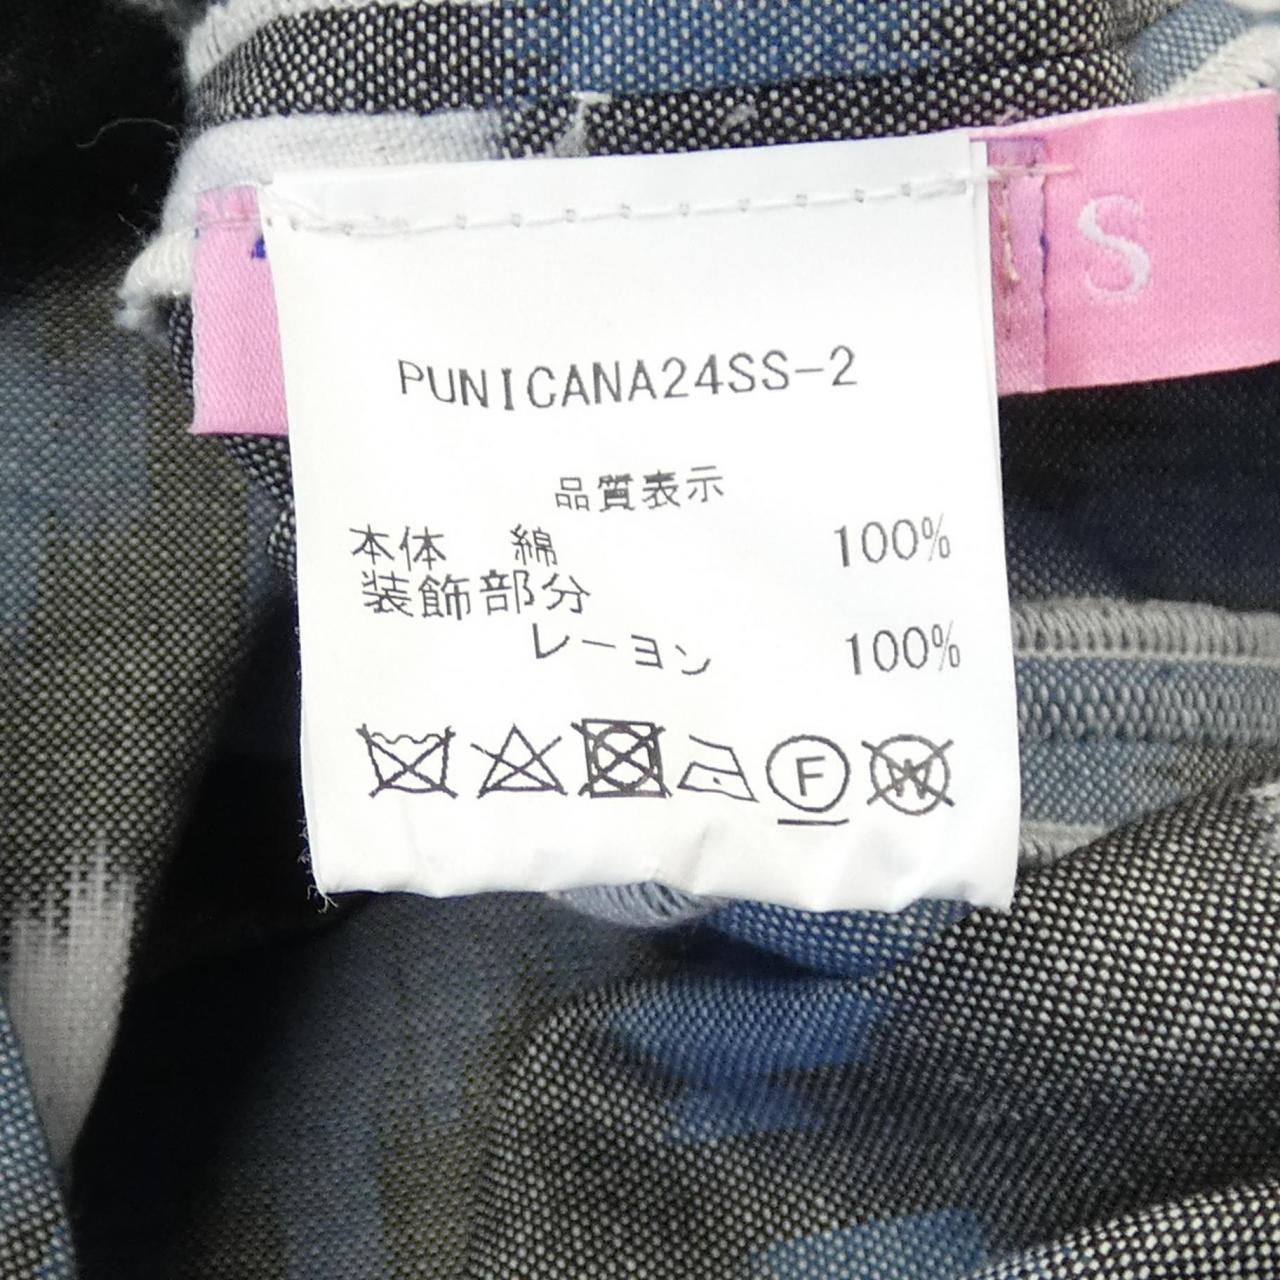 S
PUNICANA24SS-2
品質表示
本体 綿 100%
装飾部分
レーヨン 100%
F
W